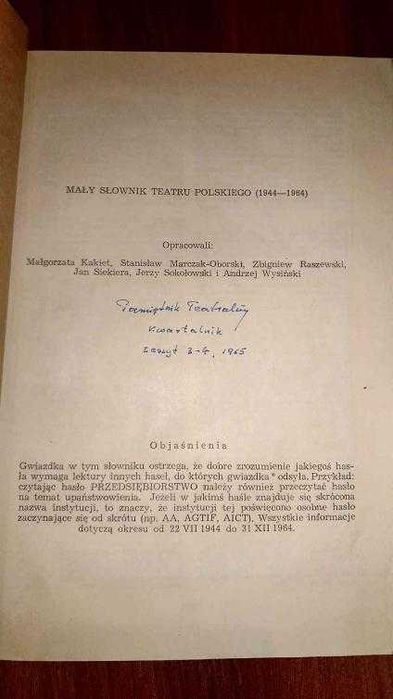 MAŁY SŁOWNIK TEATRU POLSKIEGO (1944—1964)
Opracowali:
Małgorzata Kakiet, Stanisław Marczak-Oborski, Zbigniew Raszewski,
Jan Siekiera, Jerzy Sokołowski i Andrzej Wysiński
Pamiętnik Teatralny
Kwartalnik
Zeszyt 3-4, 1965
Objaśnienia
Gwiazdka w tym słowniku ostrzega, że dobre zrozumienie jakiegoś has-
ła wymaga lektury innych haseł, do których gwiazdka * odsyła. Przykład:
czytając hasło PRZEDSIĘBIORSTWO należy również przeczytać hasło
na temat upaństwowienia. Jeżeli w jakimś haśle znajduje się skrócona
nazwa instytucji, to znaczy, że instytucji tej poświęcono osobne hasło
zaczynające się od skrótu (np. AA, AGTIF, AICT). Wszystkie informacje
dotyczą okresu od 22 VII 1944 do 31 XII 1964.